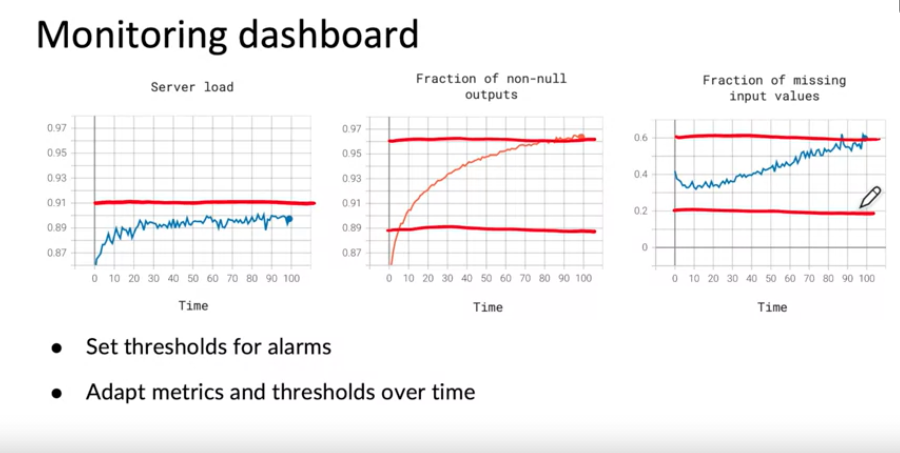 Monitoring dashboard
Server load
0.97
0.95
0.93
0.91
0.89
0.87
0 10 20 30 40 50 60 70 80 90 100
Time
Fraction of non-null
outputs
0.97
0.95
0.93
0.91
0.89
0.87
0 10 20 30 40 50 60 70 80 90 100
Time
Fraction of missing
input values
0.6
0.4
0.2
0
0 10 20 30 40 50 60 70 80 90 100
Time
● Set thresholds for alarms
● Adapt metrics and thresholds over time